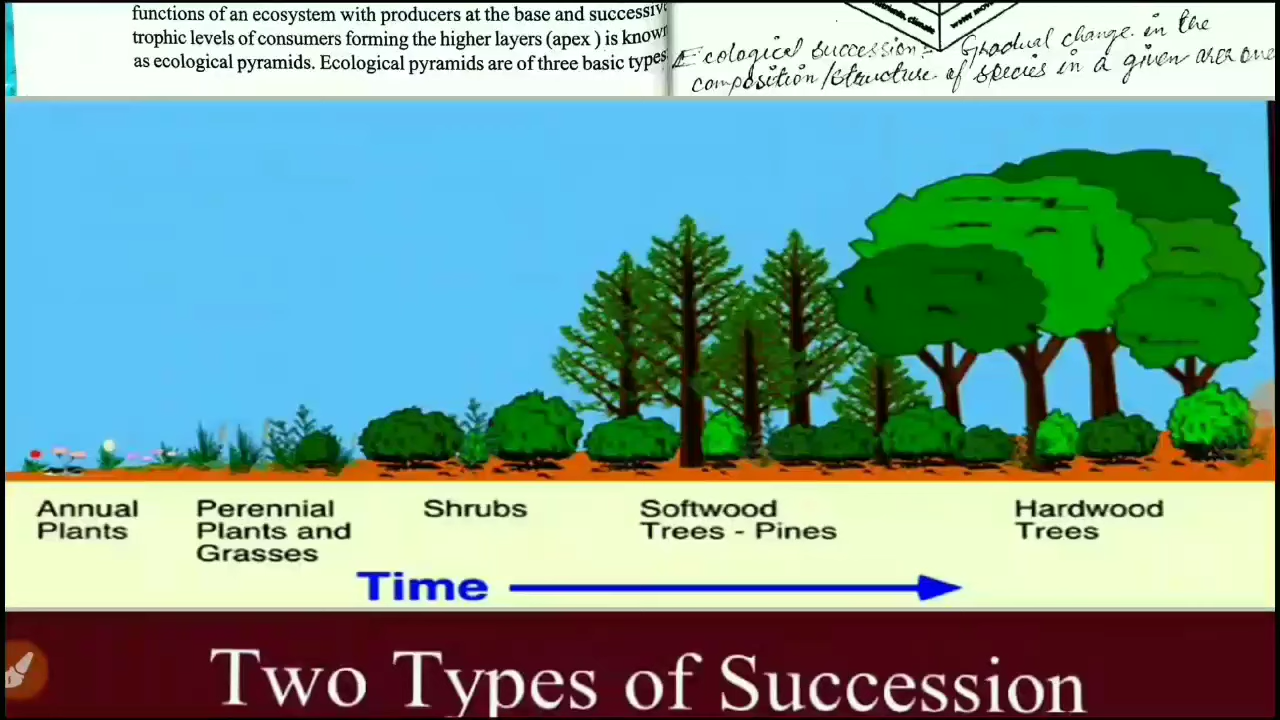 functions of an ecosystem with producers at the base and successive
trophic levels of consumers forming the higher layers (apex ) is known
as ecological pyramids. Ecological pyramids are of three basic types
climate
water
Ecological succession:- Gradual change in the
composition/structure of species in a given area over
Annual
Plants
Perennial
Plants and
Grasses
Shrubs
Softwood
Trees - Pines
Hardwood
Trees
Time
Two Types of Succession